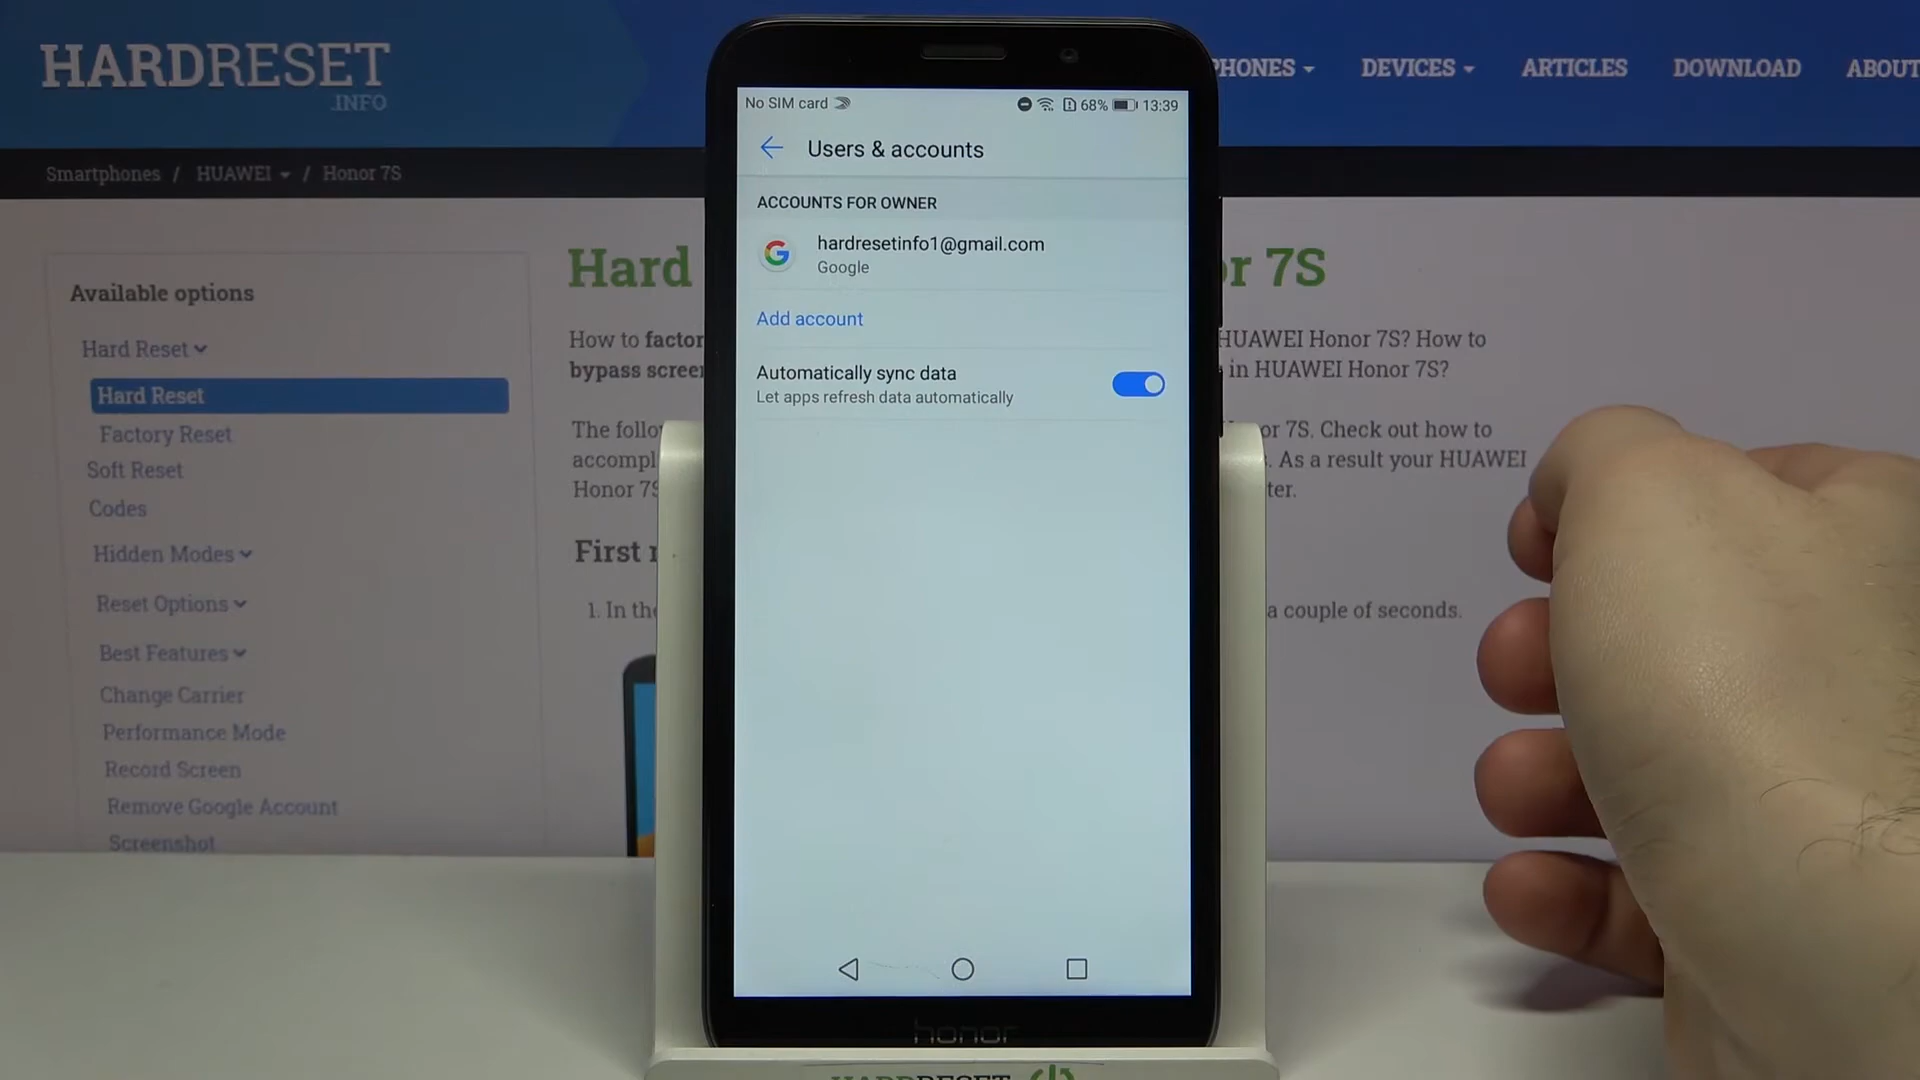 HARDRESET
.INFO
PHONES
DEVICES
ARTICLES
DOWNLOAD
ABOUT
Smartphones / HUAWEI / Honor 7S
Available options
Hard Reset
Hard Reset
Factory Reset
Soft Reset
Codes
Hidden Modes
Reset Options
Best Features
Change Carrier
Performance Mode
Record Screen
Remove Google Account
Screenshot
Hard
r 7S
How to factor
HUAWEI Honor 7S? How to
bypass screen
in HUAWEI Honor 7S?
The follo
or 7S. Check out how to
accompl
. As a result your HUAWEI
Honor 7S
ter.
First
1. In the
a couple of seconds.
No SIM card
68% 13:39
Users & accounts
ACCOUNTS FOR OWNER
hardresetinfo1@gmail.com
Google
Add account
Automatically sync data
Let apps refresh data automatically
honor
HARDRESET